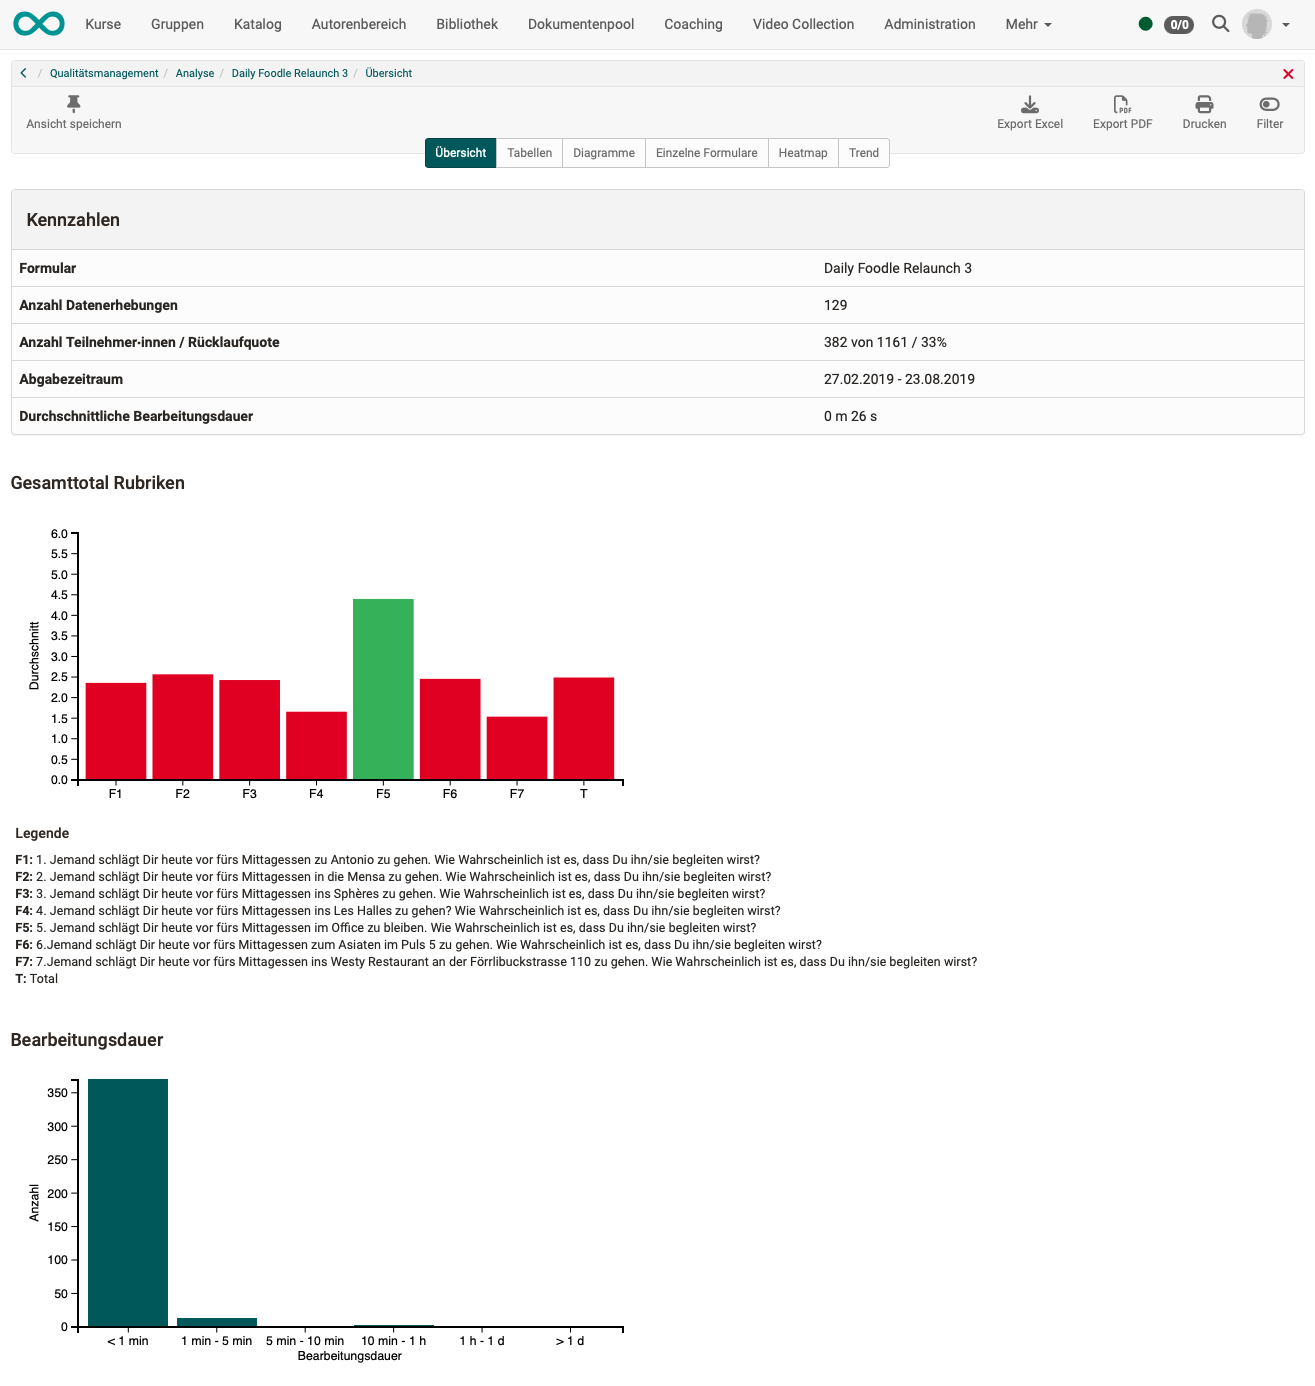 Kurse Gruppen Katalog Autorenbereich Bibliothek Dokumentenpool Coaching Video Collection Administration Mehr 0/0
/ Qualitätsmanagement / Analyse / Daily Foodle Relaunch 3 / Übersicht
Ansicht speichern Export Excel Export PDF Drucken Filter
Übersicht Tabellen Diagramme Einzelne Formulare Heatmap Trend
Kennzahlen
Formular Daily Foodle Relaunch 3
Anzahl Datenerhebungen 129
Anzahl Teilnehmer·innen / Rücklaufquote 382 von 1161 / 33%
Abgabezeitraum 27.02.2019 - 23.08.2019
Durchschnittliche Bearbeitungsdauer 0 m 26 s
Gesamttotal Rubriken
Durchschnitt
6.0
5.5
5.0
4.5
4.0
3.5
3.0
2.5
2.0
1.5
1.0
0.5
0.0
F1 F2 F3 F4 F5 F6 F7 T
Legende
F1: 1. Jemand schlägt Dir heute vor fürs Mittagessen zu Antonio zu gehen. Wie Wahrscheinlich ist es, dass Du ihn/sie begleiten wirst?
F2: 2. Jemand schlägt Dir heute vor fürs Mittagessen in die Mensa zu gehen. Wie Wahrscheinlich ist es, dass Du ihn/sie begleiten wirst?
F3: 3. Jemand schlägt Dir heute vor fürs Mittagessen ins Sphères zu gehen. Wie Wahrscheinlich ist es, dass Du ihn/sie begleiten wirst?
F4: 4. Jemand schlägt Dir heute vor fürs Mittagessen ins Les Halles zu gehen? Wie Wahrscheinlich ist es, dass Du ihn/sie begleiten wirst?
F5: 5. Jemand schlägt Dir heute vor fürs Mittagessen im Office zu bleiben. Wie Wahrscheinlich ist es, dass Du ihn/sie begleiten wirst?
F6: 6.Jemand schlägt Dir heute vor fürs Mittagessen zum Asiaten im Puls 5 zu gehen. Wie Wahrscheinlich ist es, dass Du ihn/sie begleiten wirst?
F7: 7.Jemand schlägt Dir heute vor fürs Mittagessen ins Westy Restaurant an der Förrlibuckstrasse 110 zu gehen. Wie Wahrscheinlich ist es, dass Du ihn/sie begleiten wirst?
T: Total
Bearbeitungsdauer
Anzahl
350
300
250
200
150
100
50
0
< 1 min 1 min - 5 min 5 min - 10 min 10 min - 1 h 1 h - 1 d > 1 d
Bearbeitungsdauer